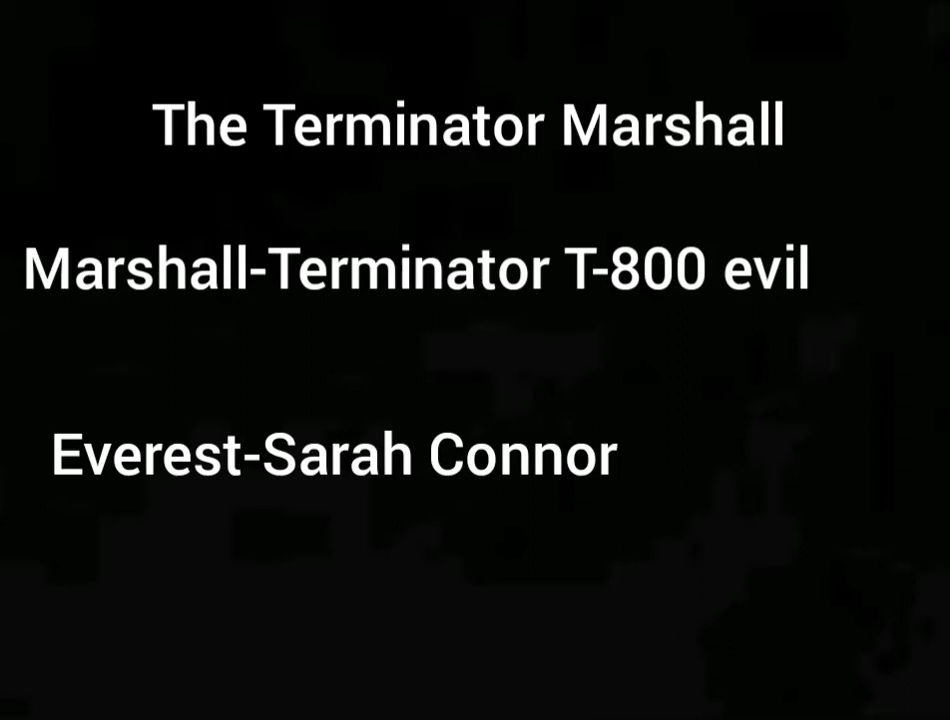 The Terminator Marshall
Marshall-Terminator T-800 evil
Everest-Sarah Connor